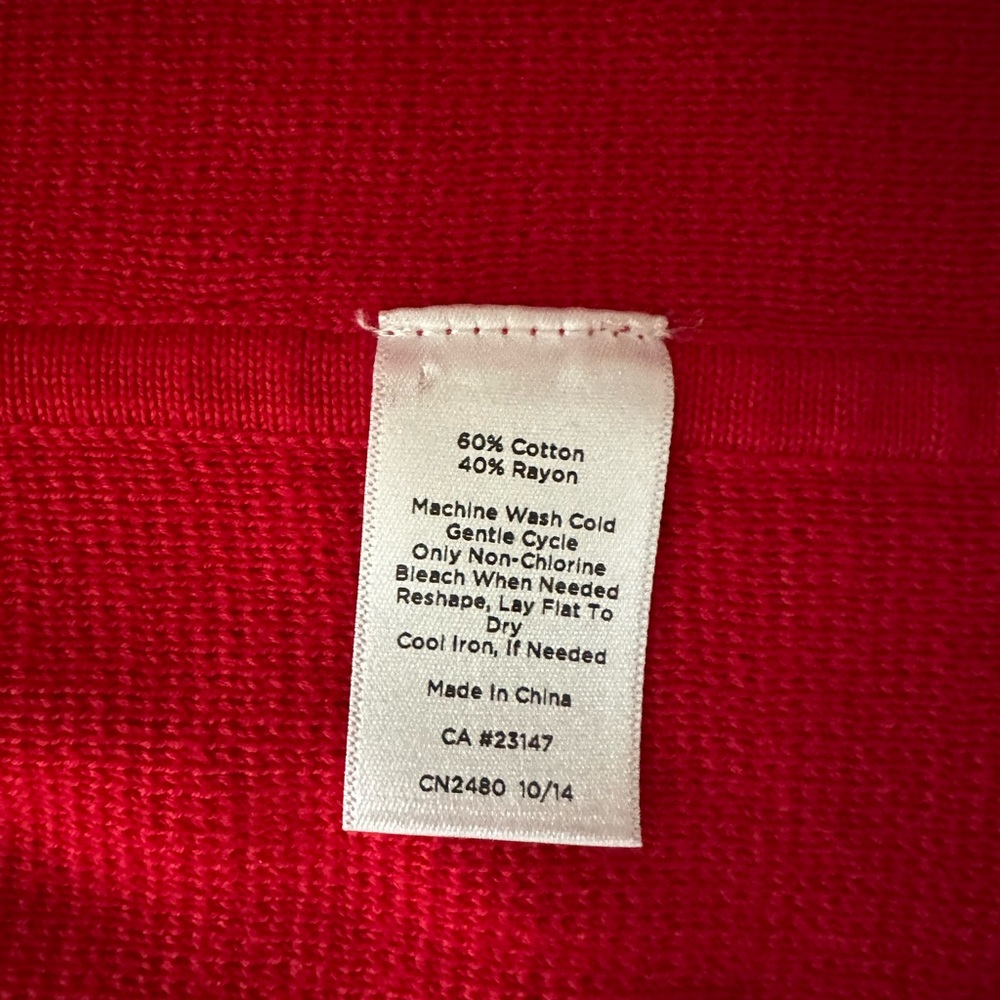 60% Cotton
40% Rayon
Machine Wash Cold
Gentle Cycle
Only Non-Chlorine
Bleach When Needed
Reshape, Lay Flat To
Dry
Cool Iron, If Needed
Made In China
CA #23147
CN2480 10/14